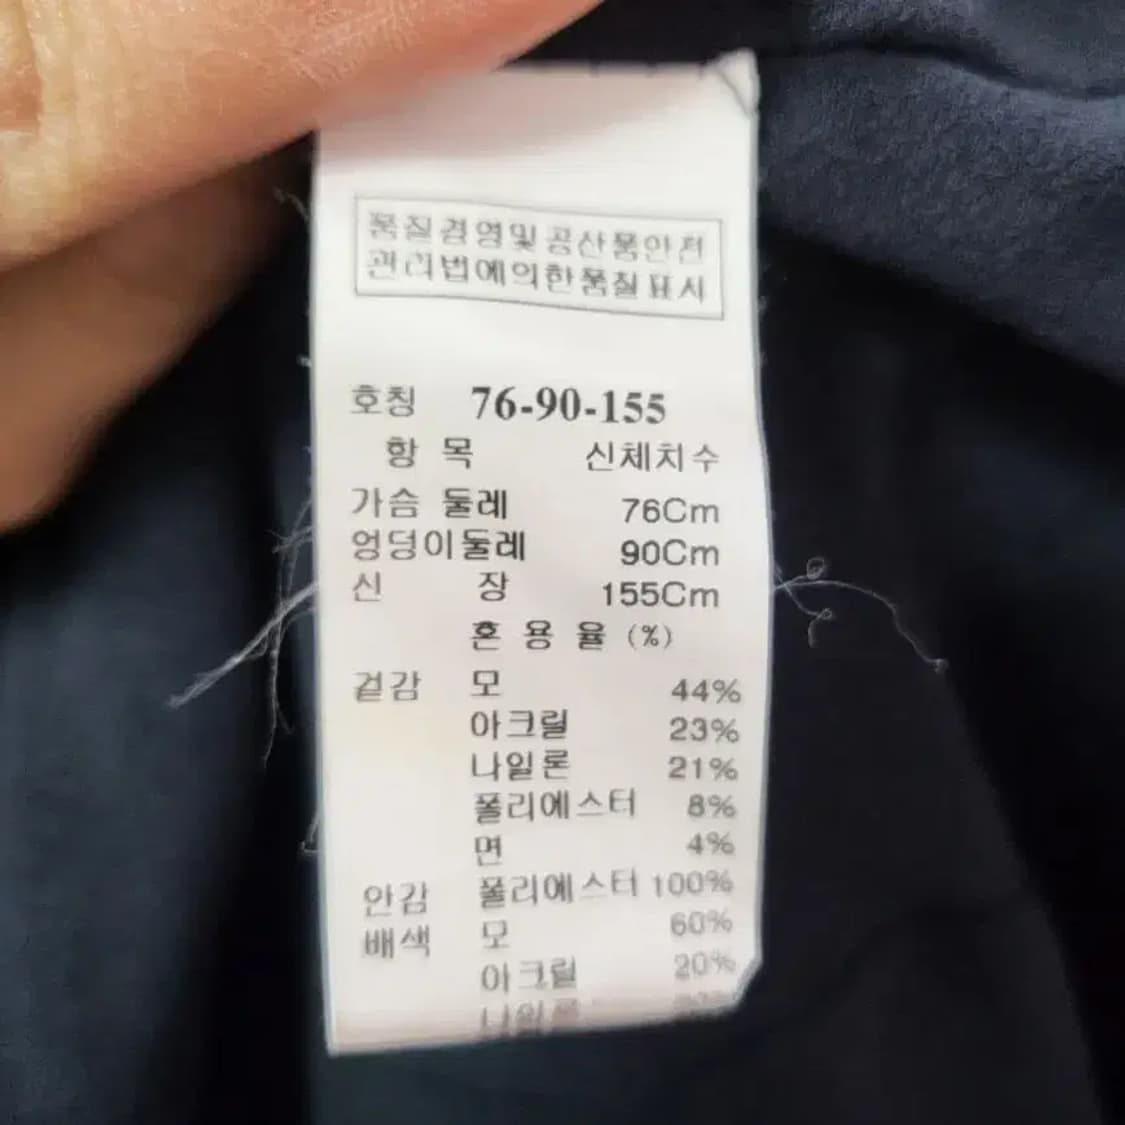 품질경영및공산품안전
관리법에의한품질표시
호칭 76-90-155
항 목 신체치수
가슴 둘레 76Cm
엉덩이둘레 90Cm
신 장 155Cm
혼 용 율 (%)
겉감 모 44%
아크릴 23%
나일론 21%
폴리에스터 8%
면 4%
안감 폴리에스터 100%
배색 모 60%
아크릴 20%
나일론